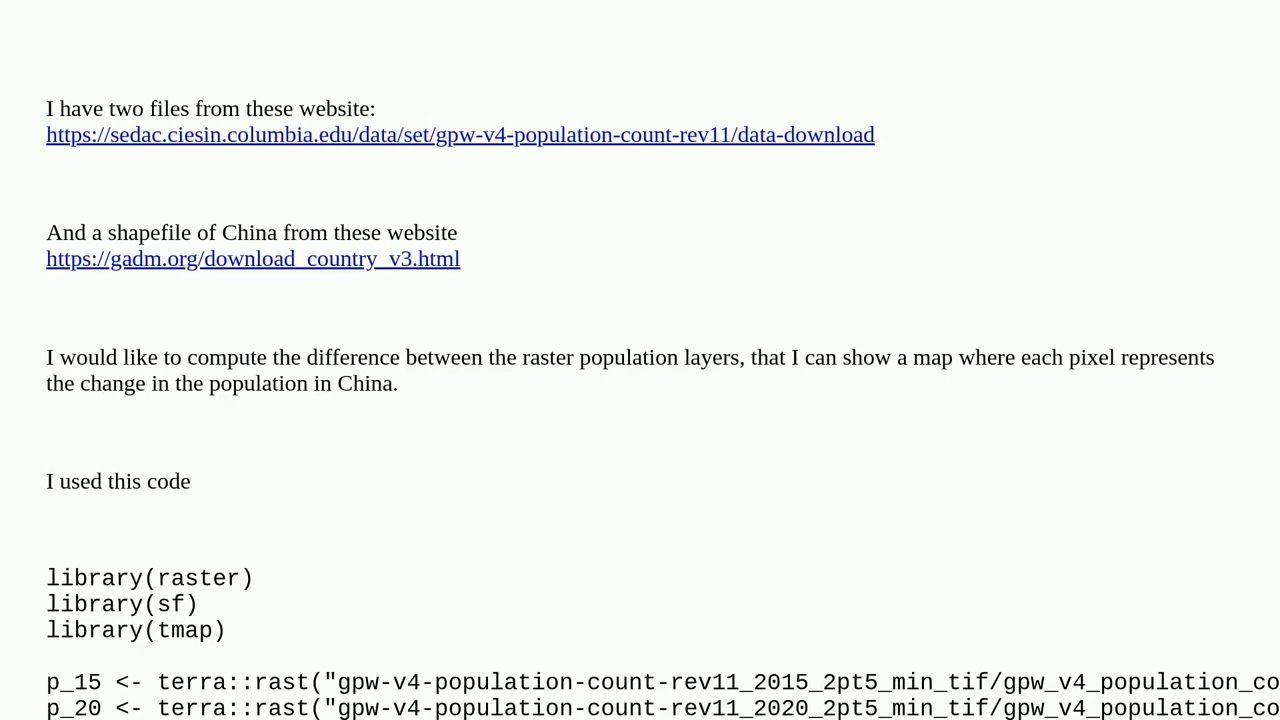 I have two files from these website:
https://sedac.ciesin.columbia.edu/data/set/gpw-v4-population-count-rev11/data-download
And a shapefile of China from these website
https://gadm.org/download_country_v3.html
I would like to compute the difference between the raster population layers, that I can show a map where each pixel represents
the change in the population in China.
I used this code
library(raster)
library(sf)
library(tmap)
p_15 <- terra::rast("gpw-v4-population-count-rev11_2015_2pt5_min_tif/gpw_v4_population_co
p_20 <- terra::rast("gpw-v4-population-count-rev11_2020_2pt5_min_tif/gpw_v4_population_co